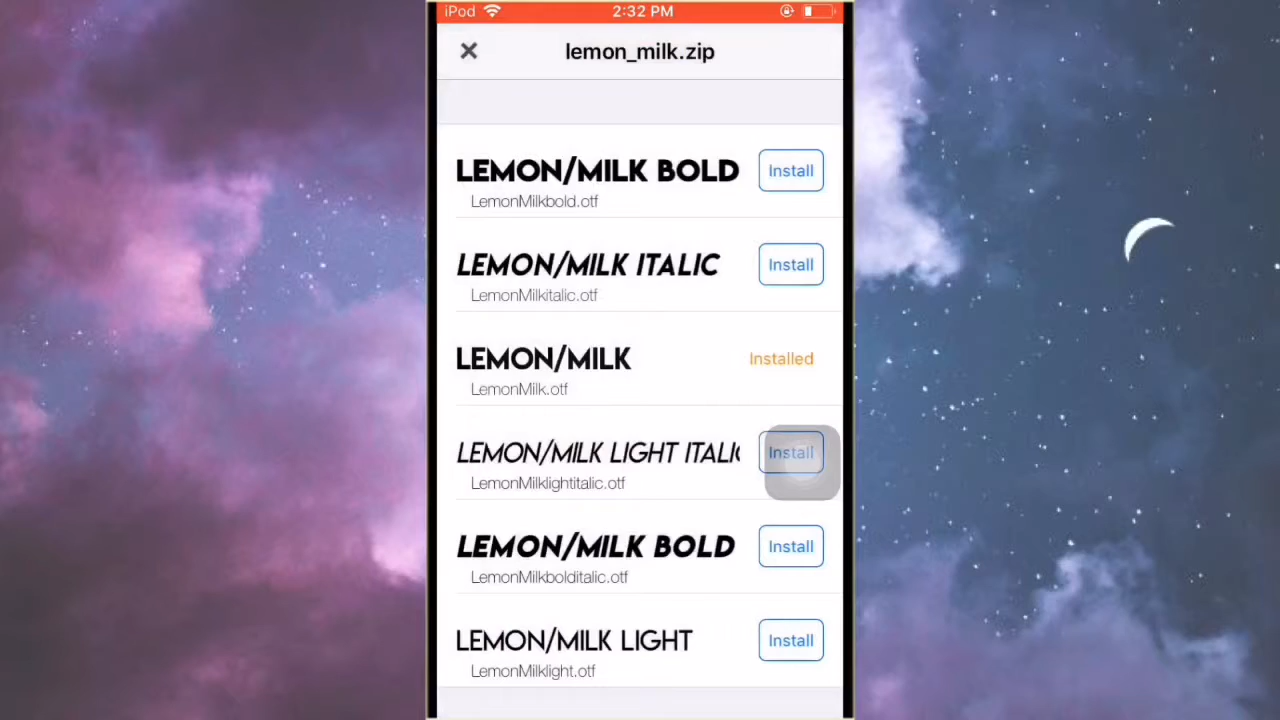 iPod 2:32 PM
lemon_milk.zip
LEMON/MILK BOLD Install
LemonMilkbold.otf
LEMON/MILK ITALIC Install
LemonMilkitalic.otf
LEMON/MILK Installed
LemonMilk.otf
LEMON/MILK LIGHT ITALIC Install
LemonMilklightitalic.otf
LEMON/MILK BOLD Install
LemonMilkbolditalic.otf
LEMON/MILK LIGHT Install
LemonMilklight.otf